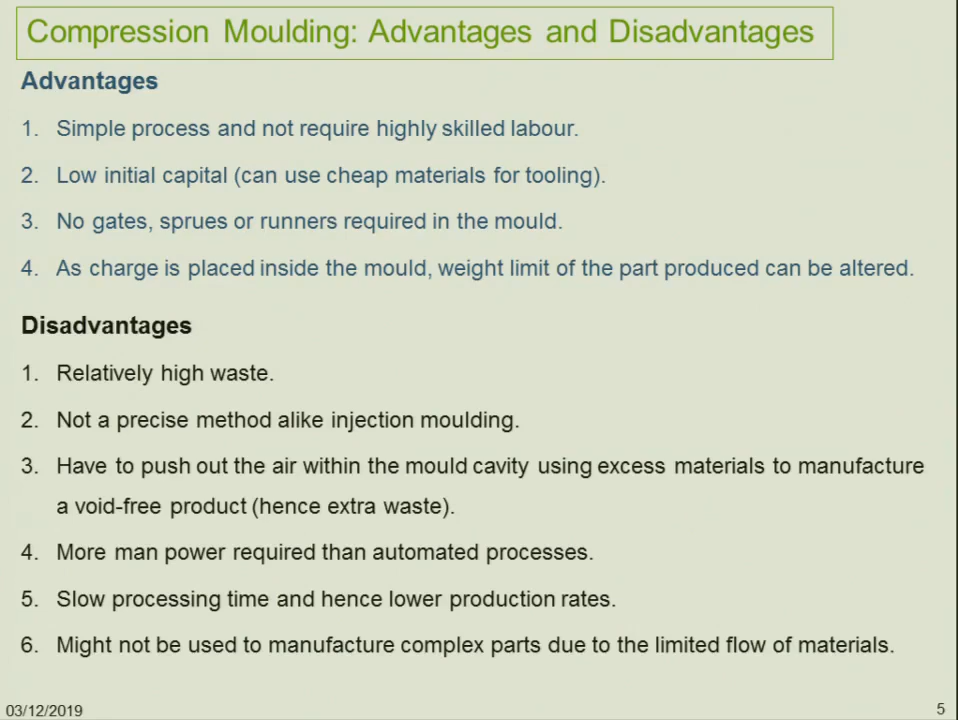 Compression Moulding: Advantages and Disadvantages
Advantages
1. Simple process and not require highly skilled labour.
2. Low initial capital (can use cheap materials for tooling).
3. No gates, sprues or runners required in the mould.
4. As charge is placed inside the mould, weight limit of the part produced can be altered.
Disadvantages
1. Relatively high waste.
2. Not a precise method alike injection moulding.
3. Have to push out the air within the mould cavity using excess materials to manufacture
a void-free product (hence extra waste).
4. More man power required than automated processes.
5. Slow processing time and hence lower production rates.
6. Might not be used to manufacture complex parts due to the limited flow of materials.
03/12/2019
5